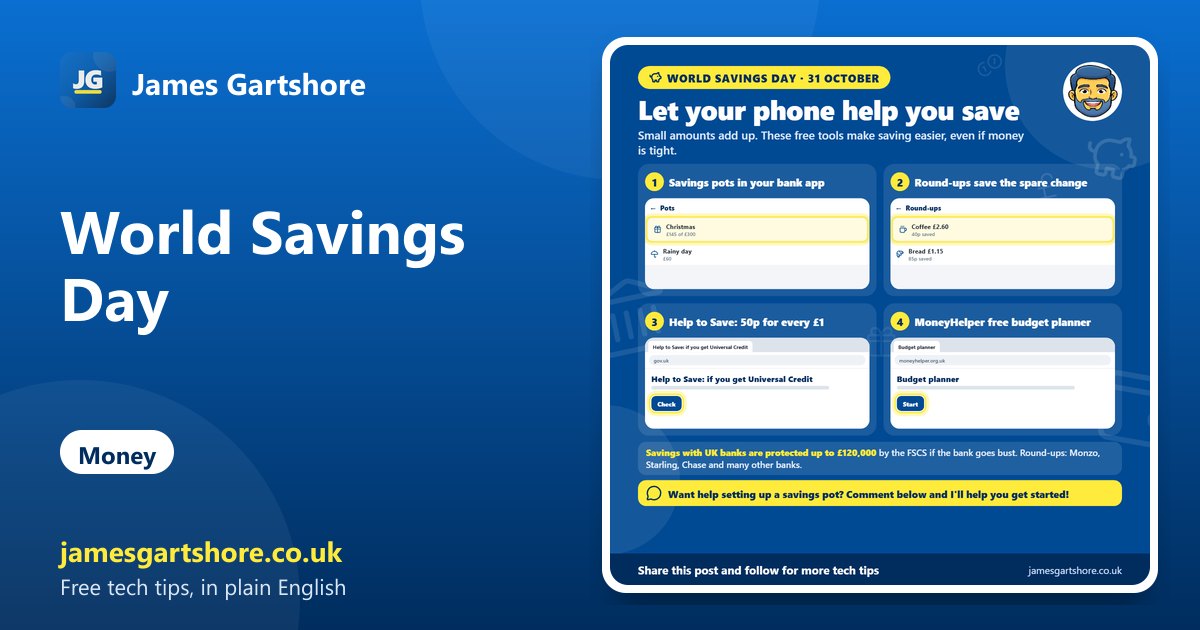 JG
James Gartshore
World Savings
Day
Money
jamesgartshore.co.uk
Free tech tips, in plain English
WORLD SAVINGS DAY · 31 OCTOBER
Let your phone help you save
Small amounts add up. These free tools make saving easier, even if money
is tight.
1 Savings pots in your bank app
← Pots
Christmas
£145 of £300
Rainy day
£60
2 Round-ups save the spare change
← Round-ups
Coffee £2.60
40p saved
Bread £1.15
85p saved
3 Help to Save: 50p for every £1
Help to Save: if you get Universal Credit
gov.uk
Help to Save: if you get Universal Credit
Check
4 MoneyHelper free budget planner
Budget planner
moneyhelper.org.uk
Budget planner
Start
Savings with UK banks are protected up to £120,000 by the FSCS if the bank goes bust. Round-ups: Monzo,
Starling, Chase and many other banks.
Want help setting up a savings pot? Comment below and I'll help you get started!
Share this post and follow for more tech tips
jamesgartshore.co.uk